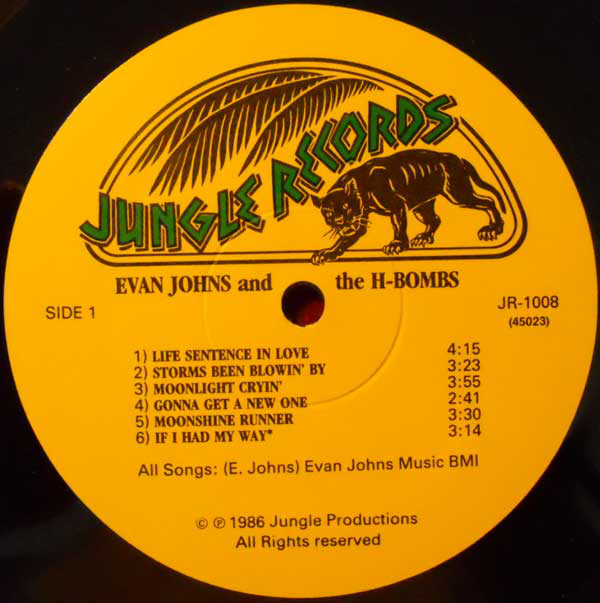 JUNGLE RECORDS
EVAN JOHNS and the H-BOMBS
SIDE 1
JR-1008
(45023)
1) LIFE SENTENCE IN LOVE 4:15
2) STORMS BEEN BLOWIN' BY 3:23
3) MOONLIGHT CRYIN' 3:55
4) GONNA GET A NEW ONE 2:41
5) MOONSHINE RUNNER 3:30
6) IF I HAD MY WAY* 3:14
All Songs: (E. Johns) Evan Johns Music BMI
© ℗ 1986 Jungle Productions
All Rights reserved